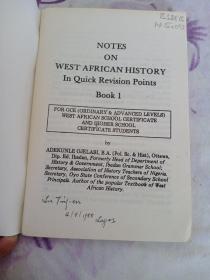 NOTES
ON
WEST AFRICAN HISTORY
In Quick Revision Points
Book 1
FOR GCE (ORDINARY & ADVANCED LEVELS)
WEST AFRICAN SCHOOL CERTIFICATE
AND HIGHER SCHOOL
CERTIFICATE STUDENTS
by
ADEKUNLE OJELABI, B.A. (Pol. Sc. & Hist), Ottawa,
Dip. Ed. Ibadan, Formerly Head of Department of
History & Government, Ibadan Grammar School;
Secretary, Association of History Teachers of Nigeria,
Secretary, Oyo State Conference of Secondary School
Principals. Author of the popular Textbook of West
African History.
Lagos